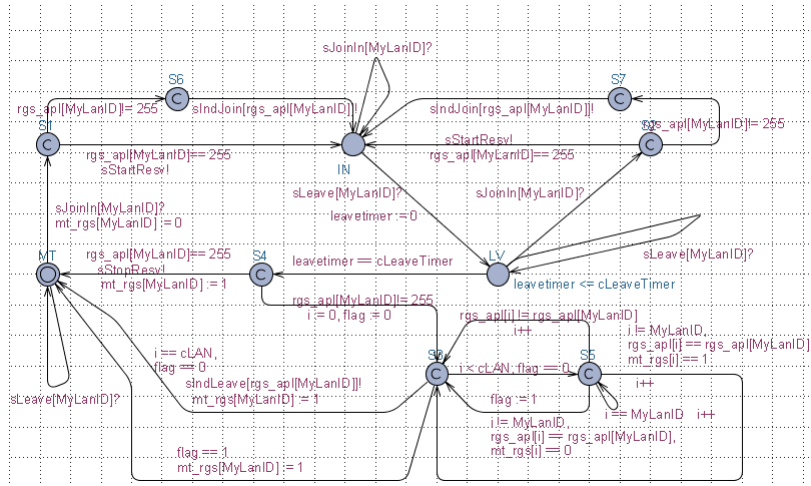 sJoinIn[MyLanID]?
S6
S7
rgs_apl[MyLanID]!= 255
sIndJoin[rgs_apl[MyLanID]]!
sIndJoin[rgs_apl[MyLanID]]!
rgs_apl[MyLanID]!= 255
S1
S2
C
C
C
C
rgs_apl[MyLanID]== 255
sStartResv!
IN
sStartResv!
rgs_apl[MyLanID]==255
sLeave[MyLanID]?
leavetimer := 0
sJoinIn[MyLanID]?
sJoinIn[MyLanID]?
mt_rgs[MyLanID] := 0
MT
rgs_apl[MyLanID]== 255
sStopResv!
mt_rgs[MyLanID] := 1
S4
C
leavetimer == cLeaveTimer
LV
sLeave[MyLanID]?
leavetimer <= cLeaveTimer
rgs_apl[MyLanID]!= 255
i := 0, flag := 0
rgs_apl[i] != rgs_apl[MyLanID]
i++
i != MyLanID,
rgs_apl[i] == rgs_apl[MyLanID]
mt_rgs[i] == 1
i++
i == cLAN,
flag == 0
sIndLeave[rgs_apl[MyLanID]]!
mt_rgs[MyLanID] := 1
S3
C
i < cLAN, flag == 0
S5
C
sLeave[MyLanID]?
flag := 1
i == MyLanID i++
i != MyLanID,
rgs_apl[i] == rgs_apl[MyLanID],
mt_rgs[i] == 0
flag == 1
mt_rgs[MyLanID] := 1